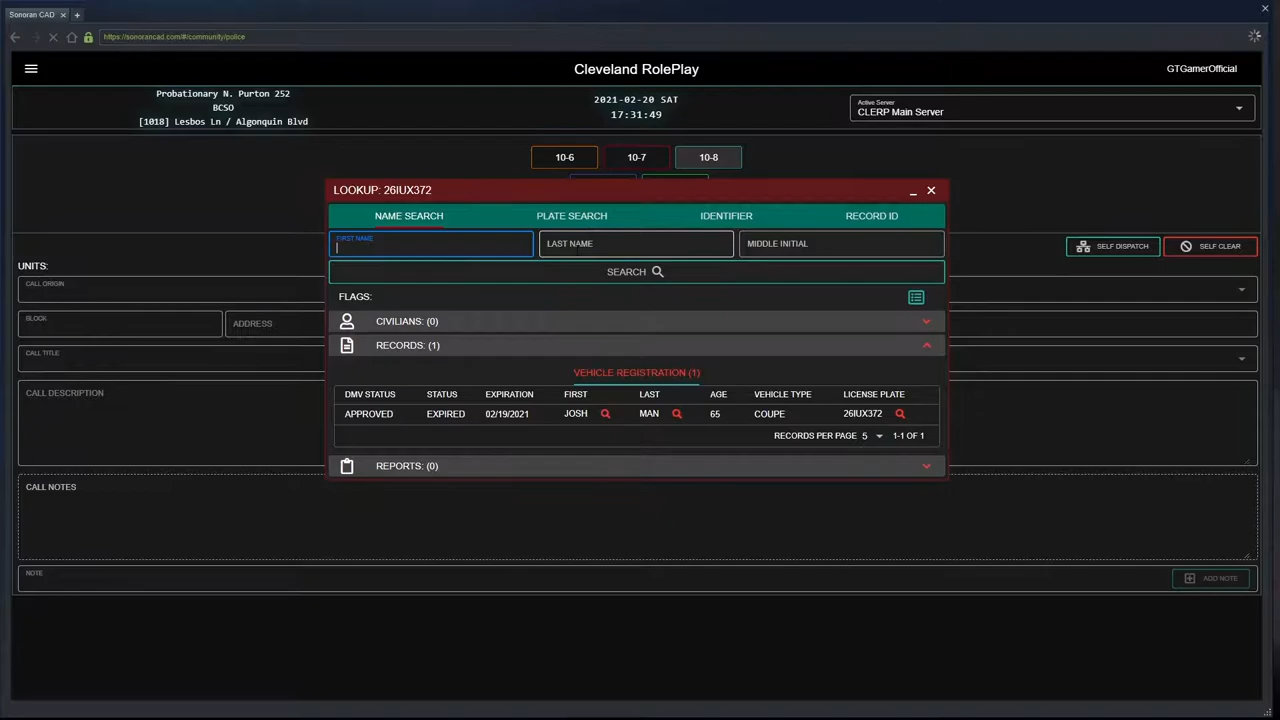 Sonoran CAD
https://sonorancad.com/#/community/police
Cleveland RolePlay
GTGamerOfficial
Probationary N. Purton 252
BCSO
[1018] Lesbos Ln / Algonquin Blvd
2021-02-20 SAT
17:31:49
Active Server
CLERP Main Server
10-6
10-7
10-8
LOOKUP: 26IUX372
NAME SEARCH
PLATE SEARCH
IDENTIFIER
RECORD ID
FIRST NAME
LAST NAME
MIDDLE INITIAL
SEARCH
SELF DISPATCH
SELF CLEAR
UNITS:
CALL ORIGIN
BLOCK
ADDRESS
CALL TITLE
CALL DESCRIPTION
FLAGS:
CIVILIANS: (0)
RECORDS: (1)
VEHICLE REGISTRATION (1)
DMV STATUS STATUS EXPIRATION FIRST LAST AGE VEHICLE TYPE LICENSE PLATE
APPROVED EXPIRED 02/19/2021 JOSH MAN 65 COUPE 26IUX372
RECORDS PER PAGE 5 1-1 OF 1
REPORTS: (0)
CALL NOTES
NOTE
ADD NOTE